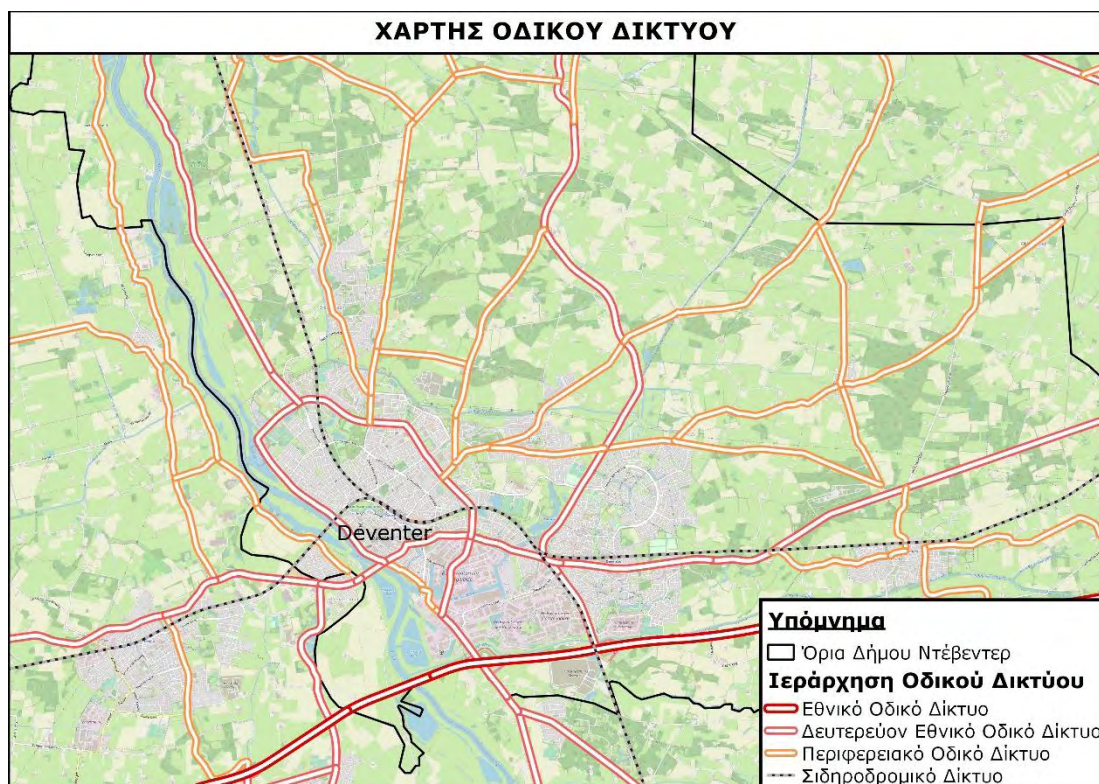 ΧΑΡΤΗΣ ΟΔΙΚΟΥ ΔΙΚΤΥΟΥ
Deventer
Υπόμνημα
Όρια Δήμου Ντέβεντερ
Ιεράρχηση Οδικού Δικτύου
Εθνικό Οδικό Δίκτυο
Δευτερεύον Εθνικό Οδικό Δίκτυο
Περιφερειακό Οδικό Δίκτυο
Σιδηροδρομικό Δίκτυο